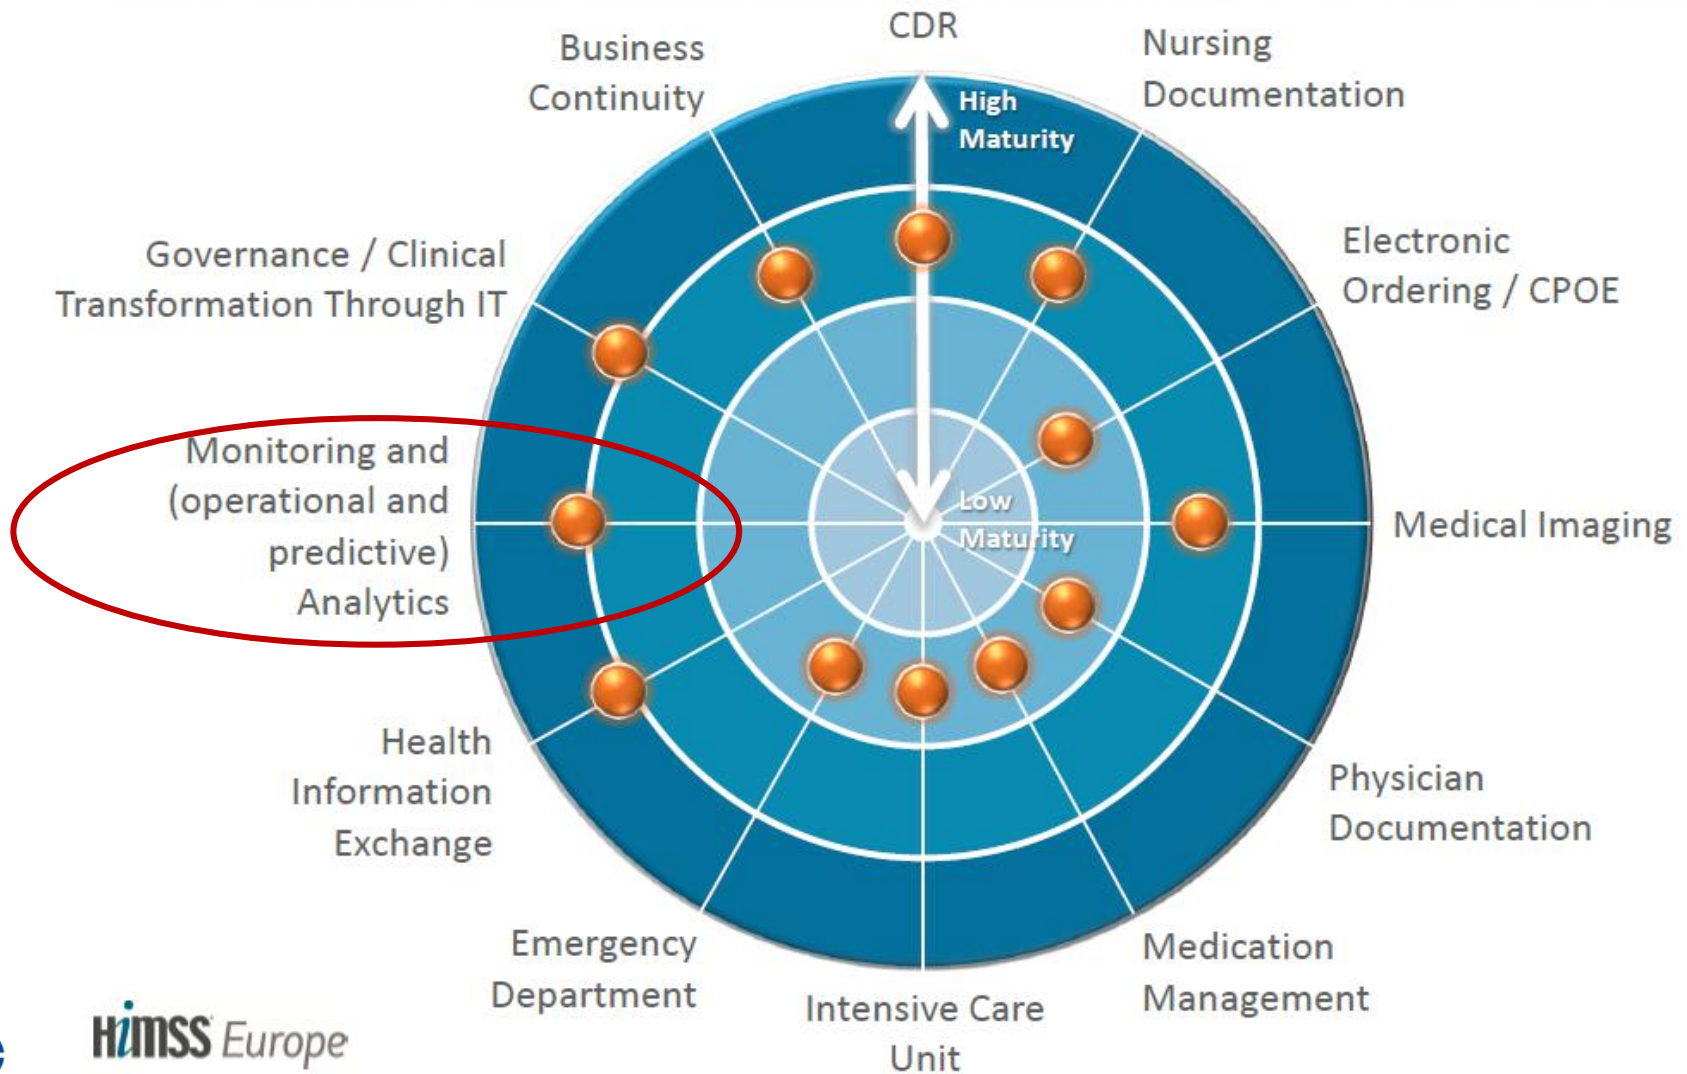 CDR
Nursing
Documentation
Business
Continuity
High
Maturity
Electronic
Ordering / CPOE
Governance / Clinical
Transformation Through IT
Monitoring and
(operational and
predictive)
Analytics
Low
Maturity
Medical Imaging
Health
Information
Exchange
Physician
Documentation
Emergency
Department
Intensive Care
Unit
Medication
Management
HIMSS Europe